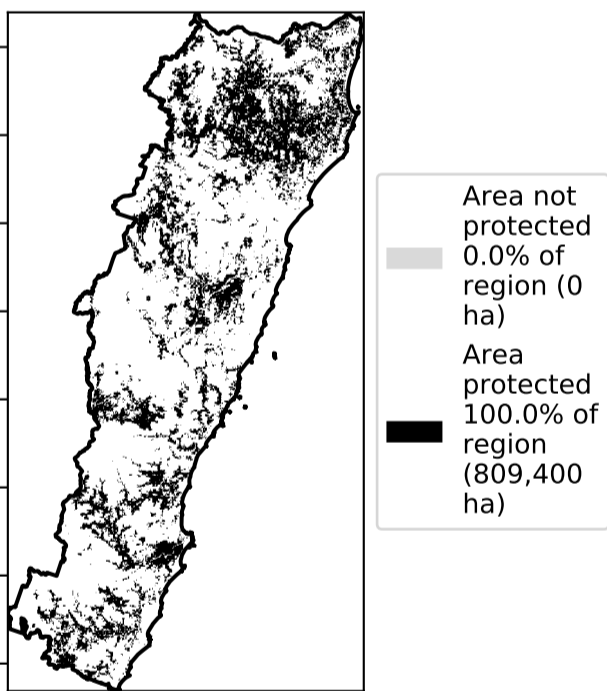 Area not
protected
0.0% of
region (0
ha)
Area
protected
100.0% of
region
(809,400
ha)